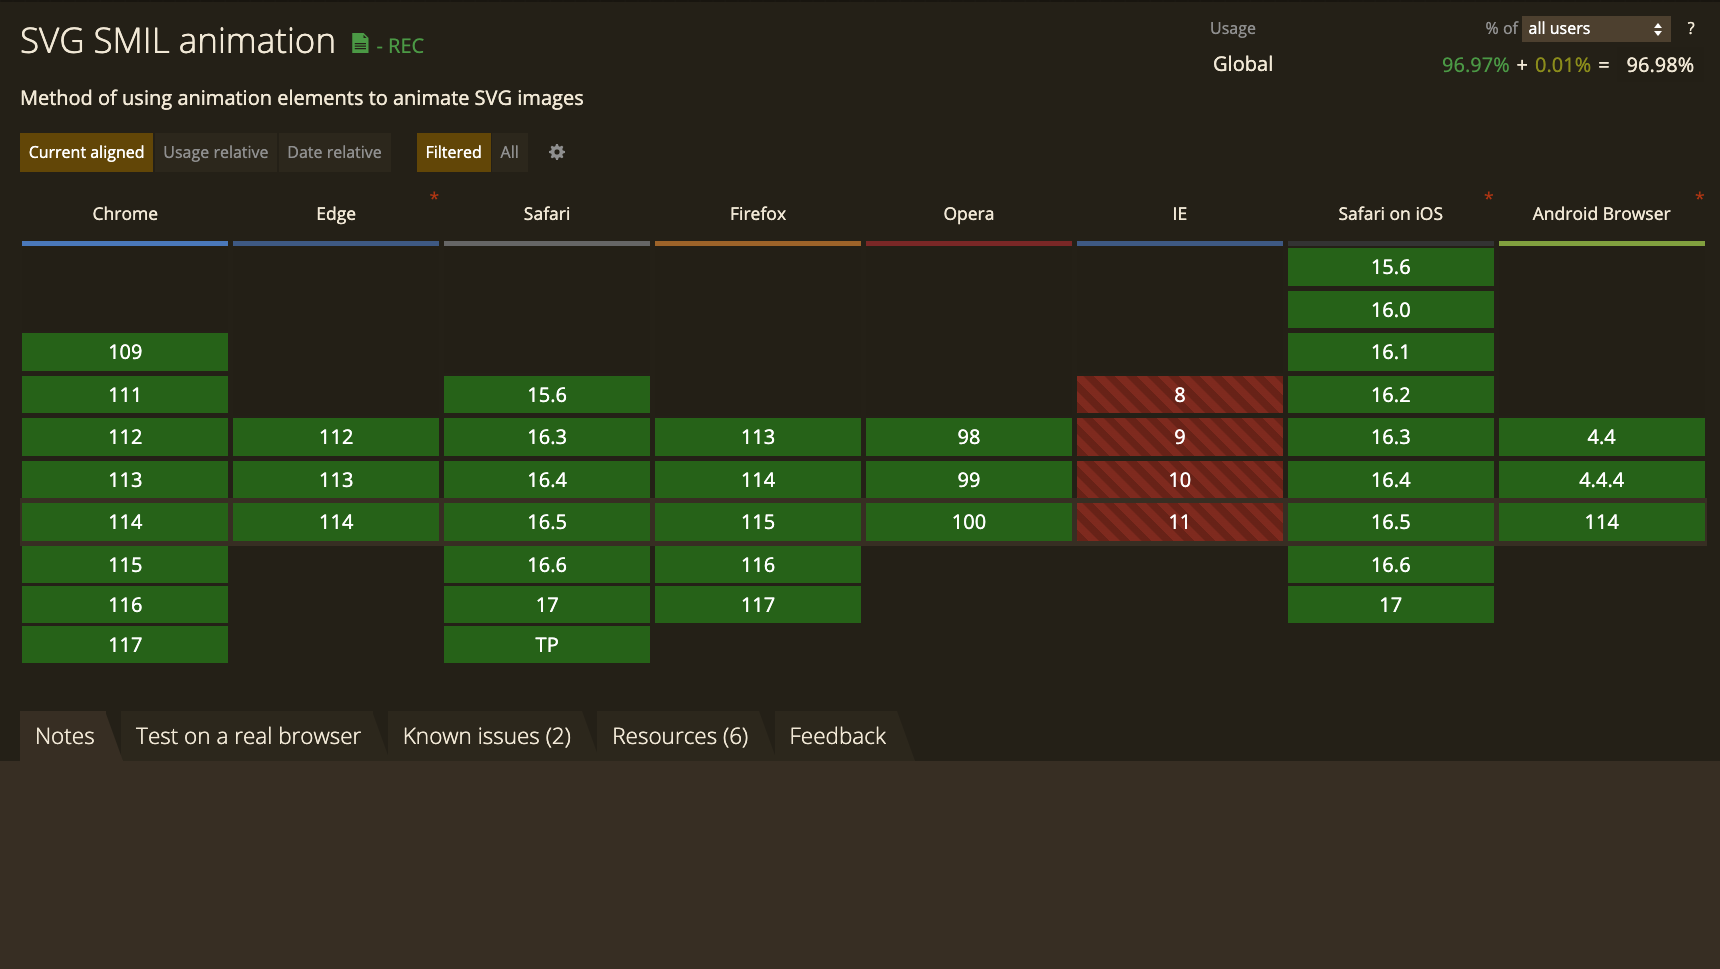 SVG SMIL animation - REC
Usage % of all users ?
Global 96.97% + 0.01% = 96.98%
Method of using animation elements to animate SVG images
Current aligned Usage relative Date relative Filtered All
* * *
Chrome Edge Safari Firefox Opera IE Safari on iOS Android Browser
15.6
16.0
109 16.1
111 15.6 8 16.2
112 112 16.3 113 98 9 16.3 4.4
113 113 16.4 114 99 10 16.4 4.4.4
114 114 16.5 115 100 11 16.5 114
115 16.6 116 16.6
116 17 117 17
117 TP
Notes Test on a real browser Known issues (2) Resources (6) Feedback